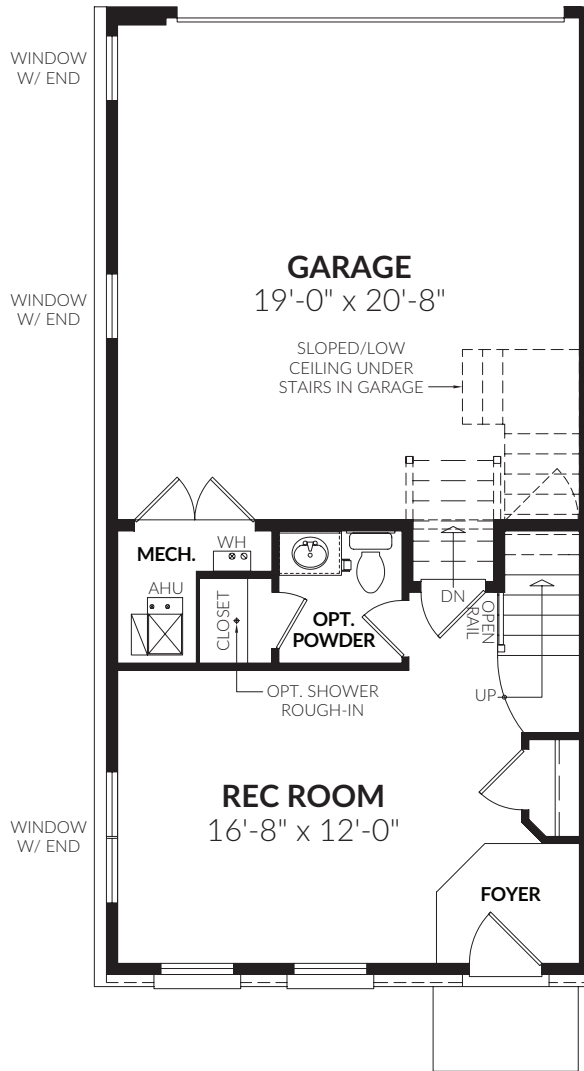 WINDOW
W/ END
WINDOW
W/ END
GARAGE
19'-0" x 20'-8"
SLOPED/LOW
CEILING UNDER
STAIRS IN GARAGE
MECH.
WH
AHU
CLOSET
OPT.
POWDER
DN
OPEN
RAIL
OPT. SHOWER
ROUGH-IN
UP
REC ROOM
16'-8" x 12'-0"
WINDOW
W/ END
FOYER